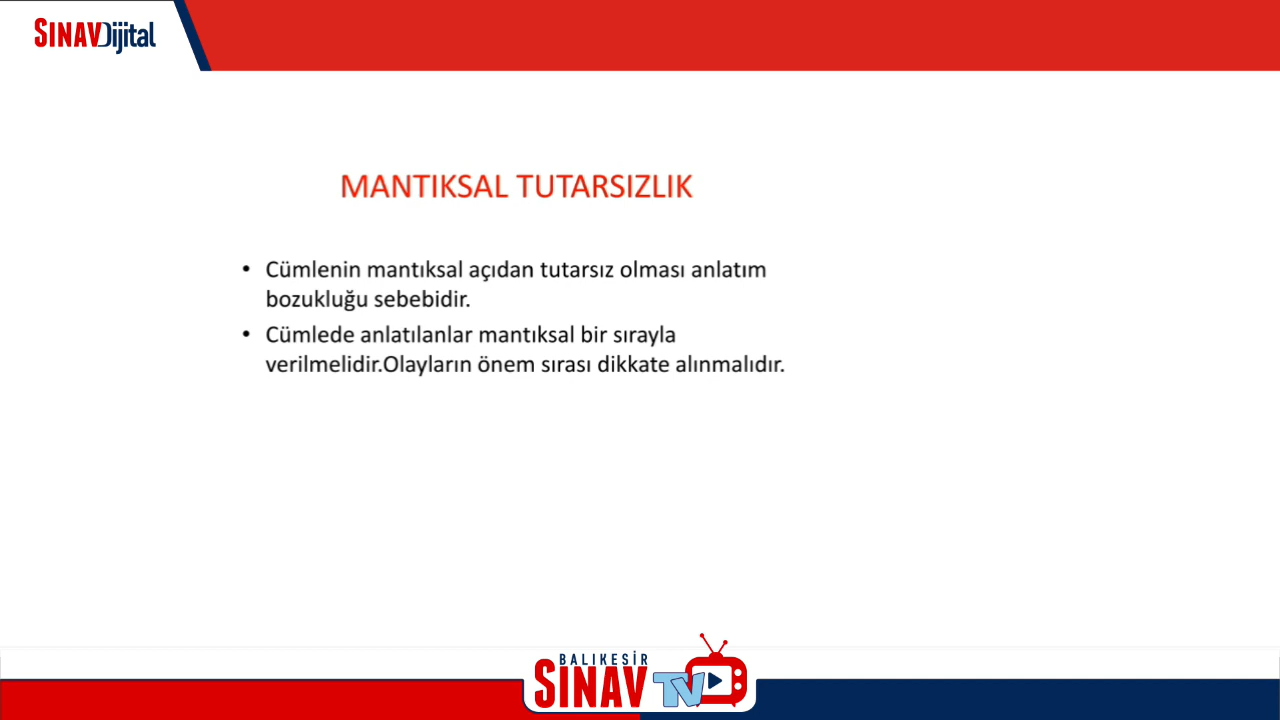 SINAVDijital
MANTIKSAL TUTARSIZLIK
• Cümlenin mantıksal açıdan tutarsız olması anlatım
bozukluğu sebebidir.
• Cümlede anlatılanlar mantıksal bir sırayla
verilmelidir.Olayların önem sırası dikkate alınmalıdır.
BALIKESİR
SINAV TV